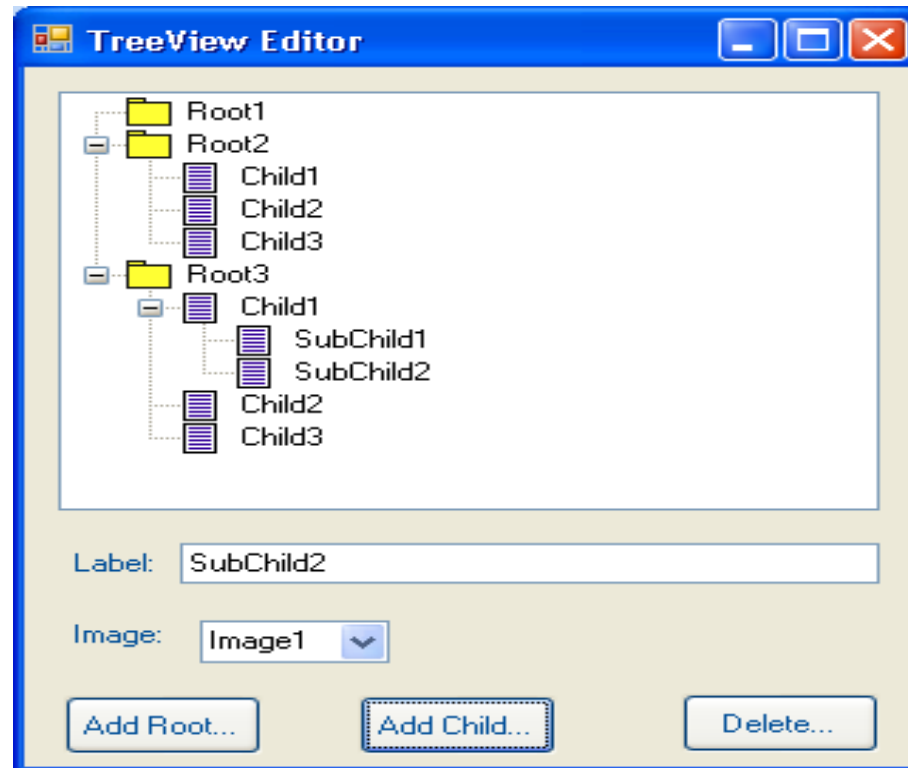 TreeView Editor
Root1
Root2
Child1
Child2
Child3
Root3
Child1
SubChild1
SubChild2
Child2
Child3
Label: SubChild2
Image: Image1
Add Root... Add Child... Delete...